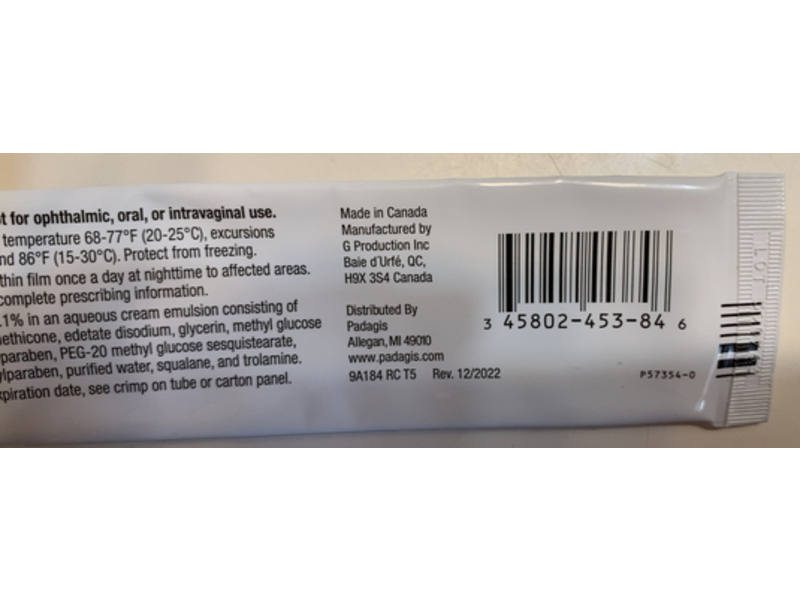 t for ophthalmic, oral, or intravaginal use.
temperature 68-77°F (20-25°C), excursions
nd 86°F (15-30°C). Protect from freezing.
thin film once a day at nighttime to affected areas.
complete prescribing information.
.1% in an aqueous cream emulsion consisting of
ethicone, edetate disodium, glycerin, methyl glucose
paraben, PEG-20 methyl glucose sesquistearate,
ylparaben, purified water, squalane, and trolamine.
xpiration date, see crimp on tube or carton panel.
Made in Canada
Manufactured by
G Production Inc
Baie d'Urfé, QC,
H9X 3S4 Canada
Distributed By
Padagis
Allegan, MI 49010
www.padagis.com
9A184 RC T5 Rev. 12/2022
3 45802-453-84 6
P57354-0
LOT